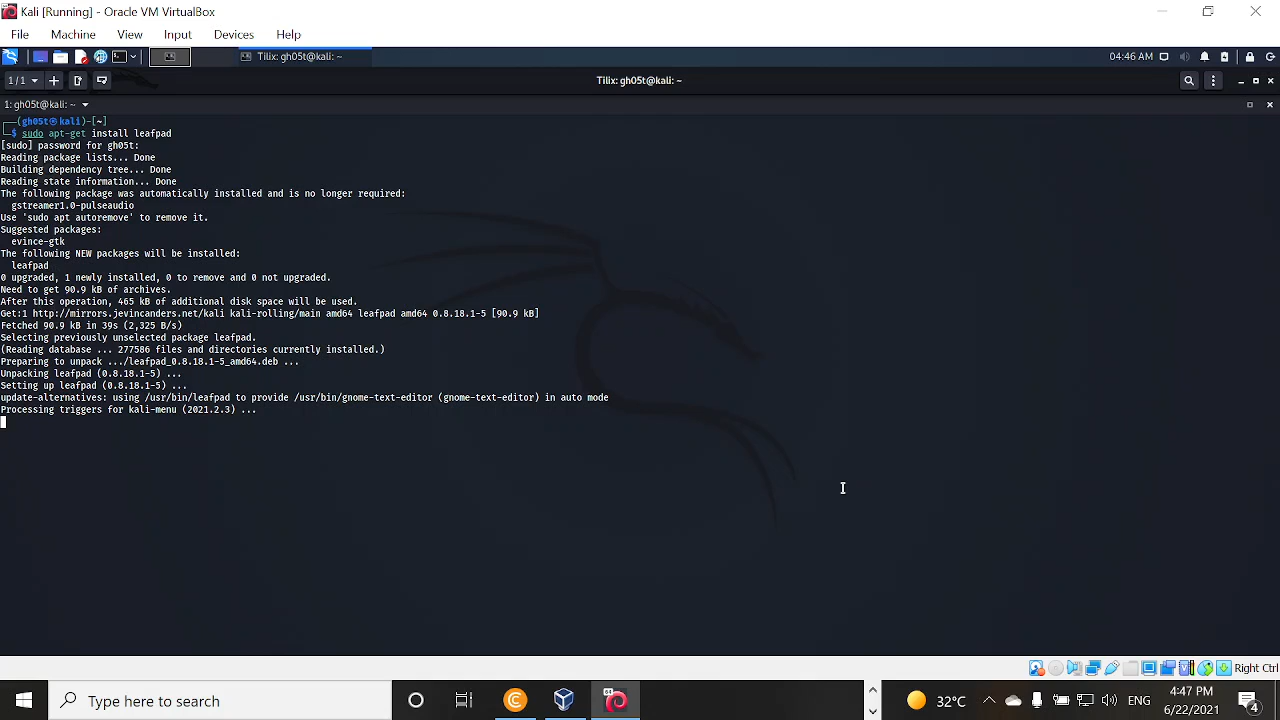 Kali [Running] - Oracle VM VirtualBox
File Machine View Input Devices Help
Tilix: gh05t@kali: ~
04:46 AM
1/1
Tilix: gh05t@kali: ~
1: gh05t@kali: ~
(gh05t㉿kali)-[~]
$ sudo apt-get install leafpad
[sudo] password for gh05t:
Reading package lists... Done
Building dependency tree... Done
Reading state information... Done
The following package was automatically installed and is no longer required:
gstreamer1.0-pulseaudio
Use 'sudo apt autoremove' to remove it.
Suggested packages:
evince-gtk
The following NEW packages will be installed:
leafpad
0 upgraded, 1 newly installed, 0 to remove and 0 not upgraded.
Need to get 90.9 kB of archives.
After this operation, 465 kB of additional disk space will be used.
Get:1 http://mirrors.jevincanders.net/kali kali-rolling/main amd64 leafpad amd64 0.8.18.1-5 [90.9 kB]
Fetched 90.9 kB in 39s (2,325 B/s)
Selecting previously unselected package leafpad.
(Reading database ... 277586 files and directories currently installed.)
Preparing to unpack .../leafpad_0.8.18.1-5_amd64.deb ...
Unpacking leafpad (0.8.18.1-5) ...
Setting up leafpad (0.8.18.1-5) ...
update-alternatives: using /usr/bin/leafpad to provide /usr/bin/gnome-text-editor (gnome-text-editor) in auto mode
Processing triggers for kali-menu (2021.2.3) ...
Right Ctrl
Type here to search
32°C
ENG
4:47 PM
6/22/2021
4